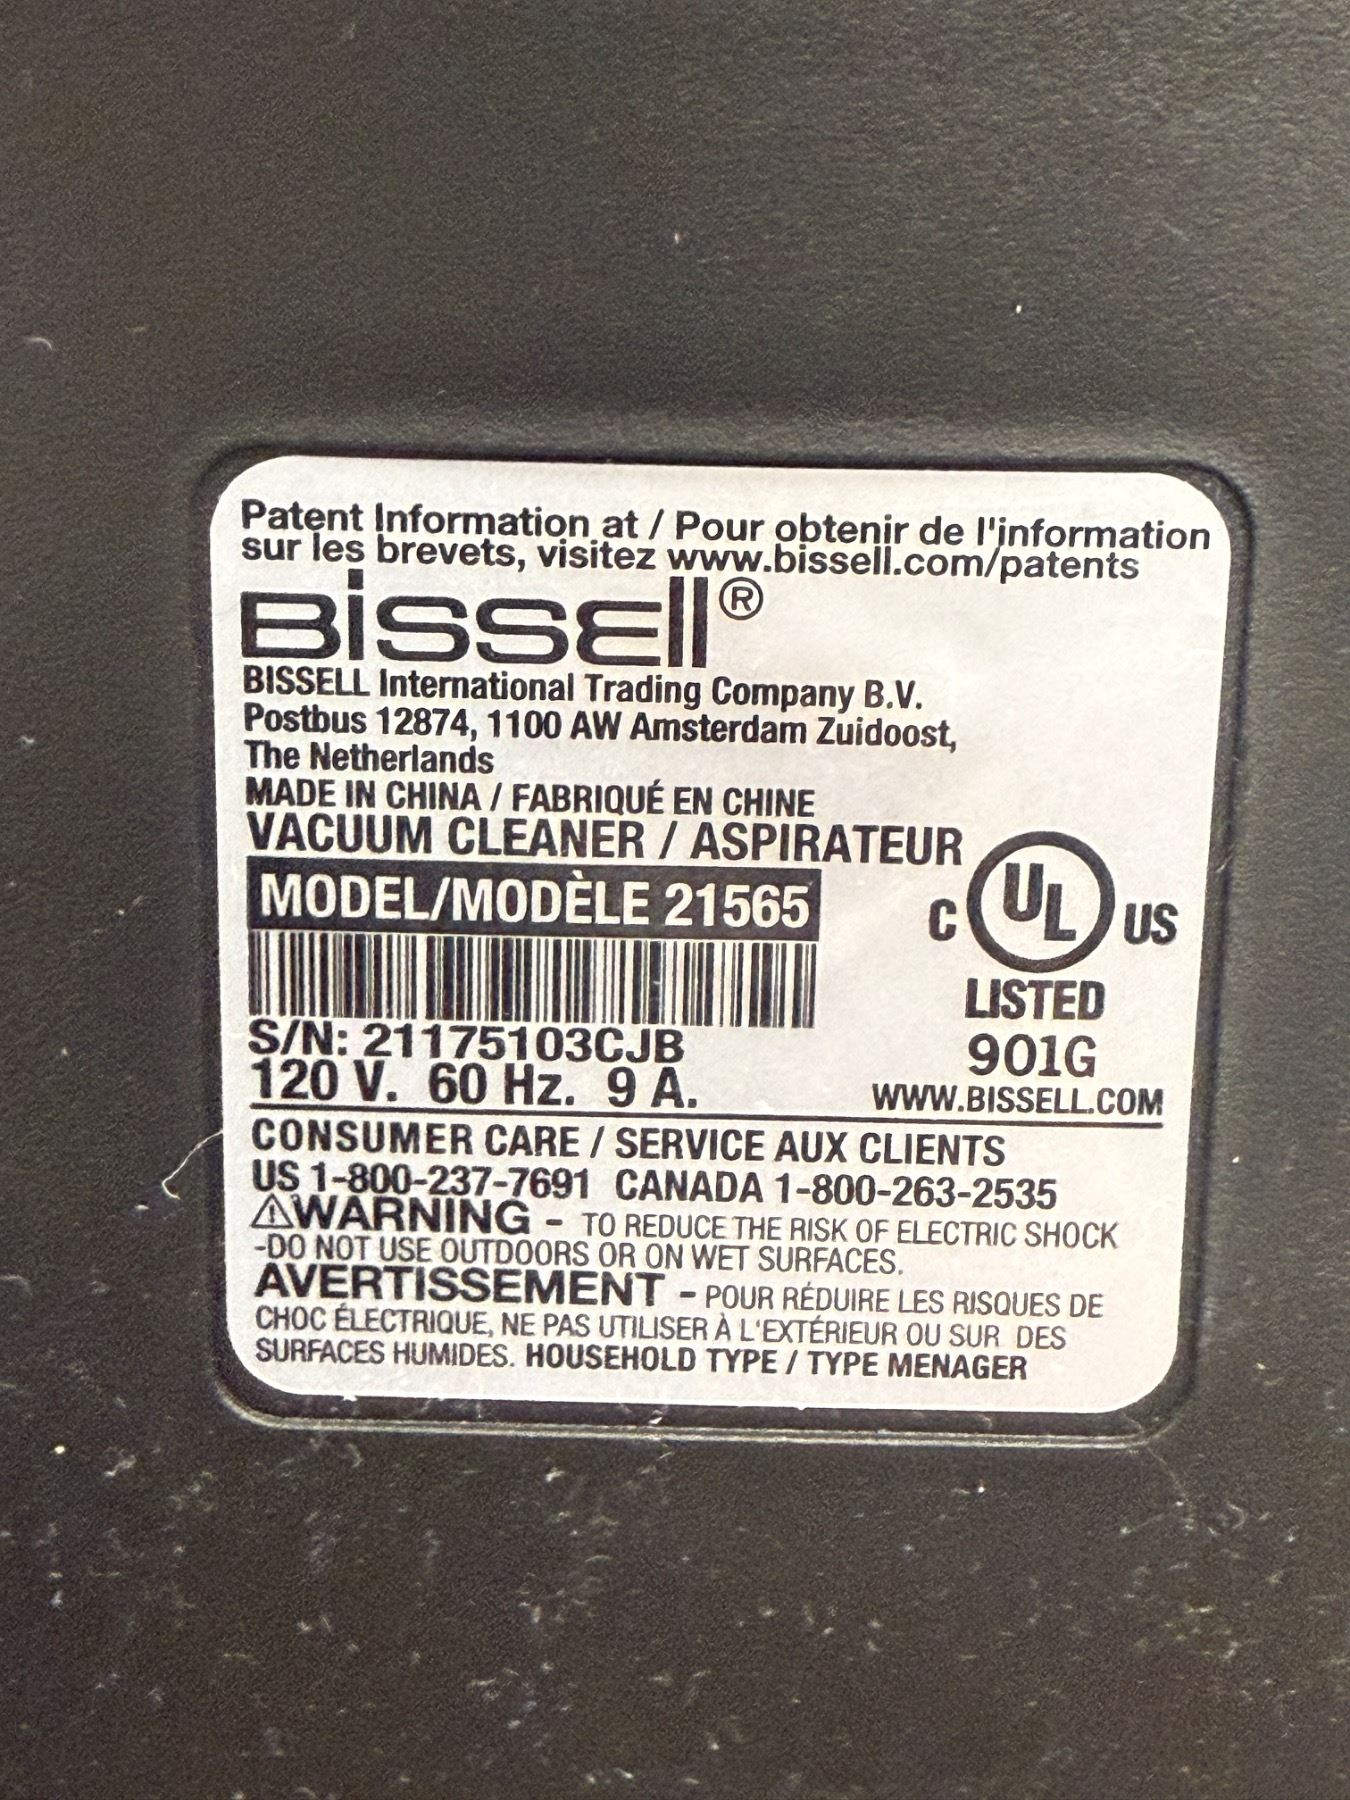 Patent Information at / Pour obtenir de l'information
sur les brevets, visitez www.bissell.com/patents
BISSELL®
BISSELL International Trading Company B.V.
Postbus 12874, 1100 AW Amsterdam Zuidoost,
The Netherlands
MADE IN CHINA / FABRIQUÉ EN CHINE
VACUUM CLEANER / ASPIRATEUR
MODEL/MODÈLE 21565
C UL US
LISTED
901G
S/N: 21175103CJB
120 V. 60 Hz. 9 A.
WWW.BISSELL.COM
CONSUMER CARE / SERVICE AUX CLIENTS
US 1-800-237-7691 CANADA 1-800-263-2535
⚠WARNING - TO REDUCE THE RISK OF ELECTRIC SHOCK
-DO NOT USE OUTDOORS OR ON WET SURFACES.
AVERTISSEMENT - POUR RÉDUIRE LES RISQUES DE
CHOC ÉLECTRIQUE, NE PAS UTILISER À L'EXTÉRIEUR OU SUR DES
SURFACES HUMIDES. HOUSEHOLD TYPE / TYPE MENAGER